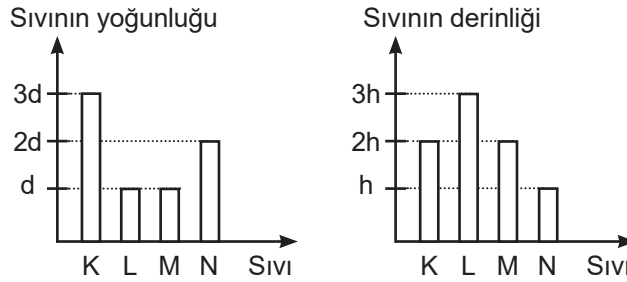 Sıvının yoğunluğu
3d
2d
d
K L M N Sıvı
Sıvının derinliği
3h
2h
h
K L M N Sıvı